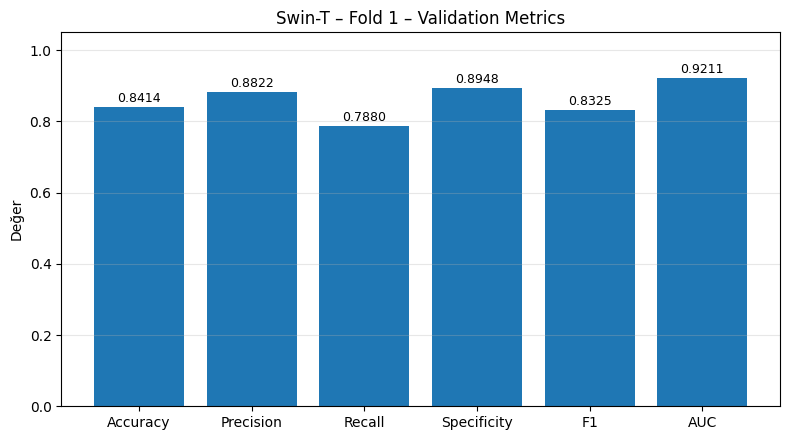 Swin-T – Fold 1 – Validation Metrics
Değer
1.0
0.8
0.6
0.4
0.2
0.0
0.8414
0.8822
0.7880
0.8948
0.8325
0.9211
Accuracy
Precision
Recall
Specificity
F1
AUC